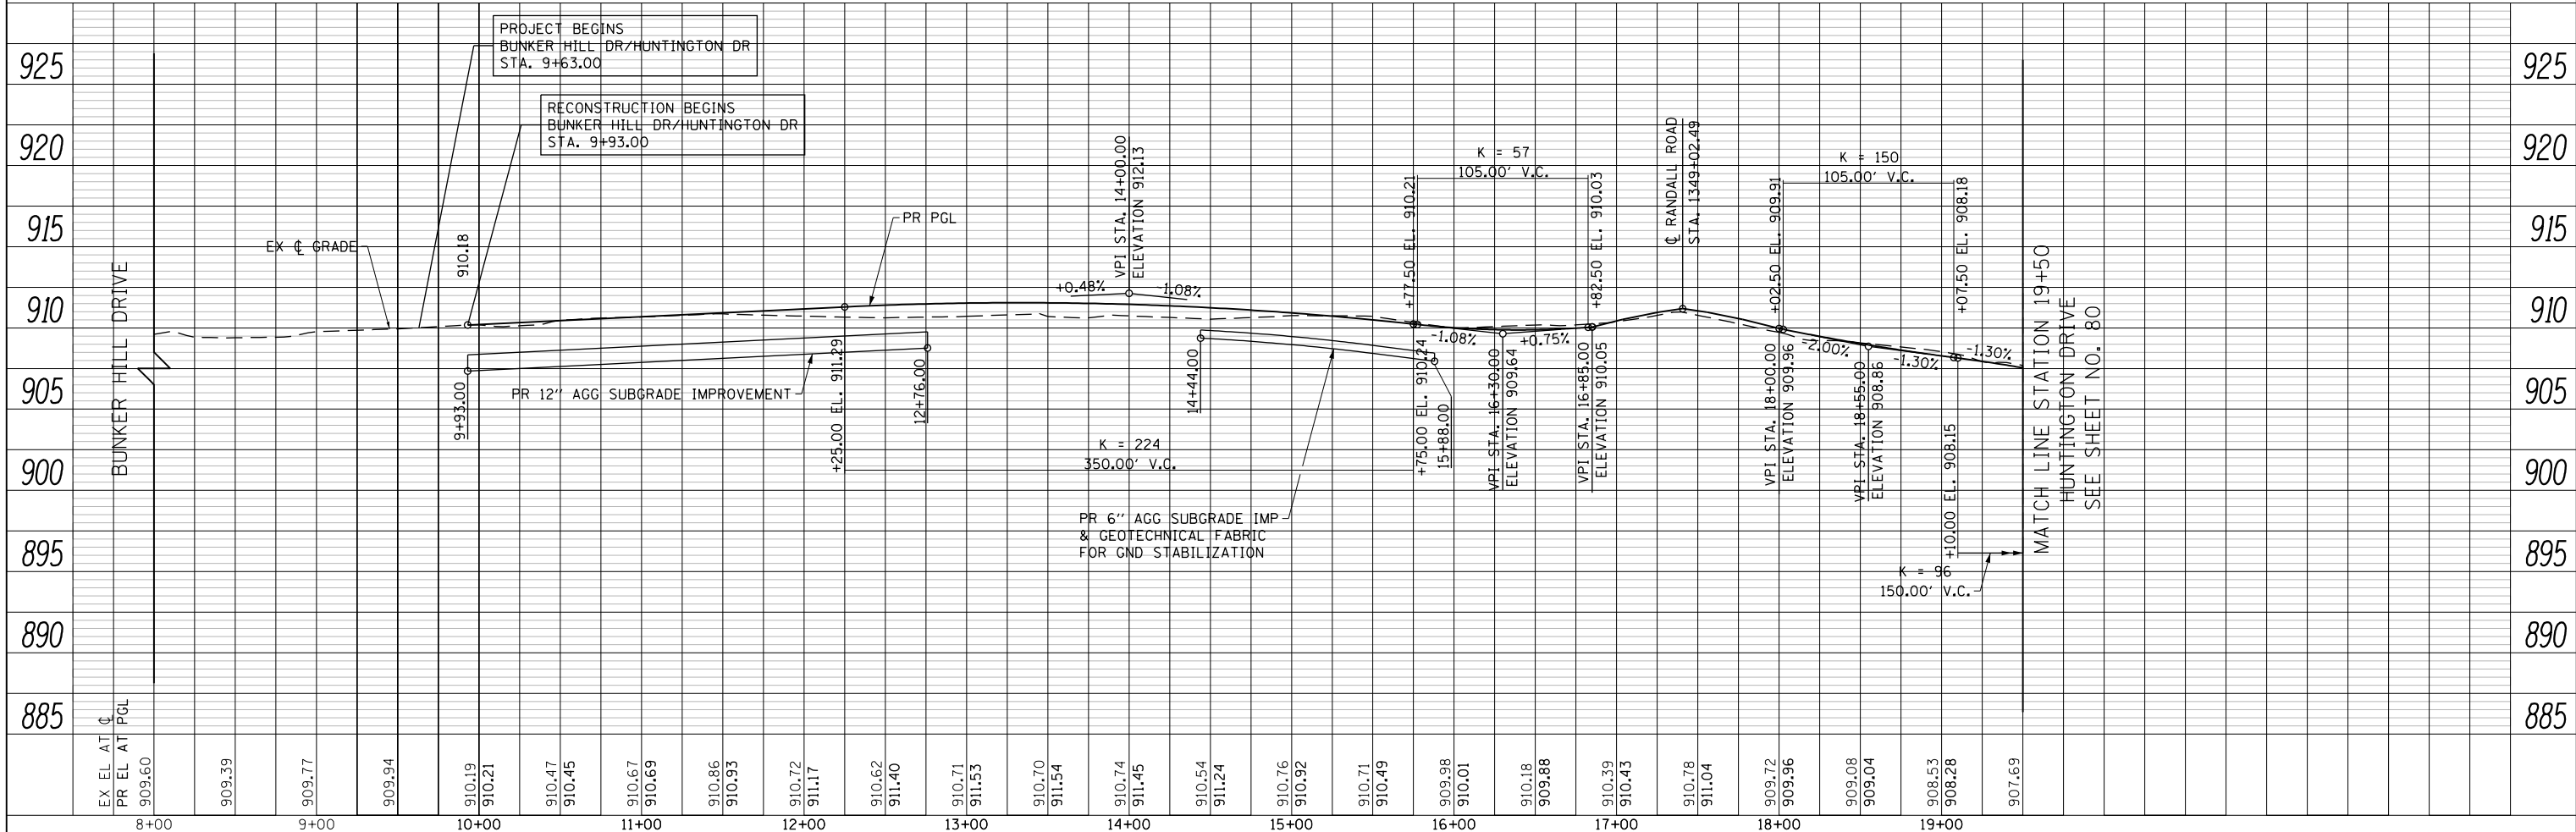 PROJECT BEGINS
BUNKER HILL DR/HUNTINGTON DR
STA. 9+63.00
RECONSTRUCTION BEGINS
BUNKER HILL DR/HUNTINGTON DR
STA. 9+93.00
925
925
920
920
915
915
910
910
905
905
900
900
895
895
890
890
885
885
BUNKER HILL DRIVE
EX ℄ GRADE
910.18
PR PGL
9+93.00
PR 12" AGG SUBGRADE IMPROVEMENT
+25.00 EL. 911.29
12+76.00
K = 224
350.00' V.C.
VPI STA. 14+00.00
ELEVATION 912.13
+0.48%
-1.08%
14+44.00
PR 6" AGG SUBGRADE IMP
& GEOTECHNICAL FABRIC
FOR GND STABILIZATION
+75.00 EL. 910.24
15+88.00
+77.50 EL. 910.21
K = 57
105.00' V.C.
+82.50 EL. 910.03
-1.08%
+0.75%
VPI STA. 16+30.00
ELEVATION 909.64
VPI STA. 16+85.00
ELEVATION 910.05
℄ RANDALL ROAD
STA. 1349+02.49
+02.50 EL. 909.91
K = 150
105.00' V.C.
+07.50 EL. 908.18
VPI STA. 18+00.00
ELEVATION 909.96
-2.00%
VPI STA. 18+55.00
ELEVATION 908.86
-1.30%
-1.30%
+10.00 EL. 908.15
K = 96
150.00' V.C.
MATCH LINE STATION 19+50
HUNTINGTON DRIVE
SEE SHEET NO. 80
EX EL AT ℄
PR EL AT PGL
909.60
909.39
909.77
909.94
910.19
910.21
910.47
910.45
910.67
910.69
910.86
910.93
910.72
911.17
910.62
911.40
910.71
911.53
911.70
911.54
910.74
911.45
910.54
911.24
910.76
910.92
910.71
910.49
909.98
910.01
910.18
909.88
910.39
910.43
910.78
911.04
909.72
909.96
909.08
909.04
908.53
908.28
907.69
8+00
9+00
10+00
11+00
12+00
13+00
14+00
15+00
16+00
17+00
18+00
19+00